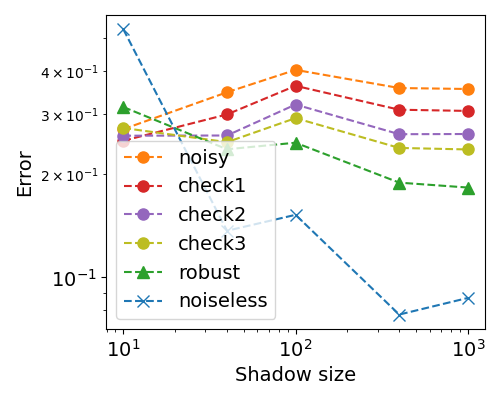 4 × 10⁻¹
3 × 10⁻¹
2 × 10⁻¹
10⁻¹
Error
noisy
check1
check2
check3
robust
noiseless
10¹ 10² 10³
Shadow size